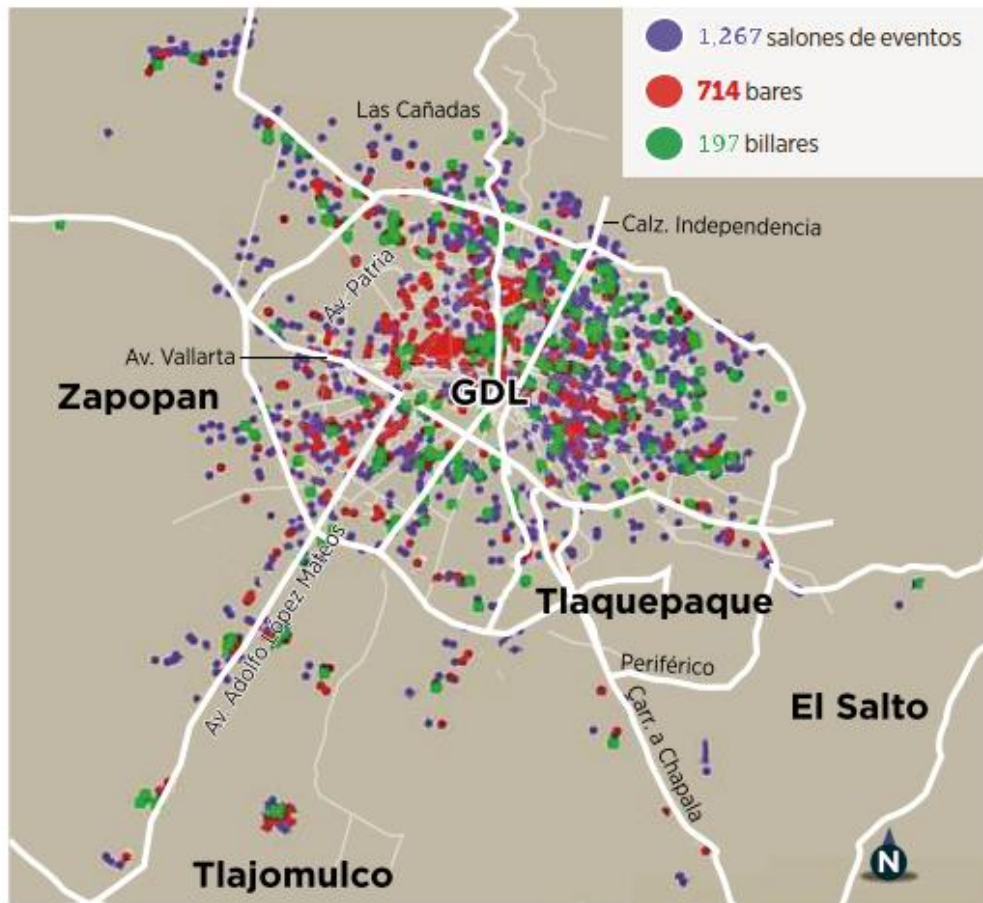 1,267 salones de eventos
714 bares
197 billares
Las Cañadas
Calz. Independencia
Av. Patria
Av. Vallarta
Zapopan
GDL
Av. Adolfo López Mateos
Tlaquepaque
Periférico
El Salto
Carr. a Chapala
Tlajomulco
N